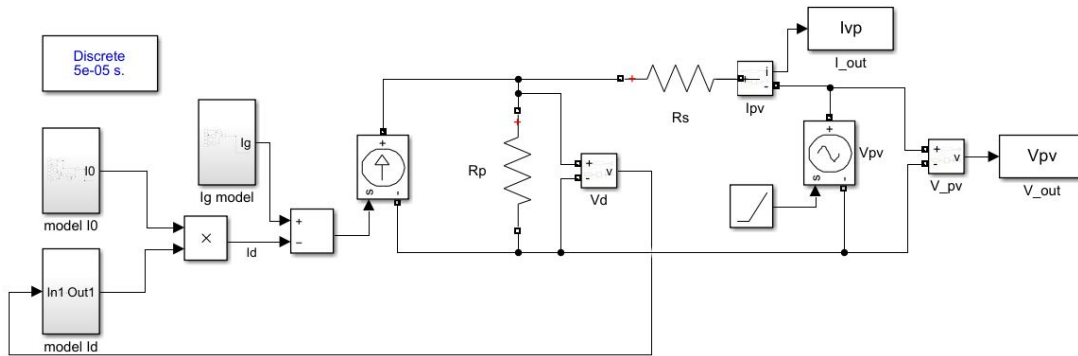 Discrete
5e-05 s.
Ivp
I_out
i
+
-
Ipv
Rs
Ig
Ig model
I0
model I0
+
s
-
Rp
+
-
v
Vd
+
s
-
Vpv
+
-
v
V_pv
Vpv
V_out
×
Id
+
−
In1 Out1
model Id